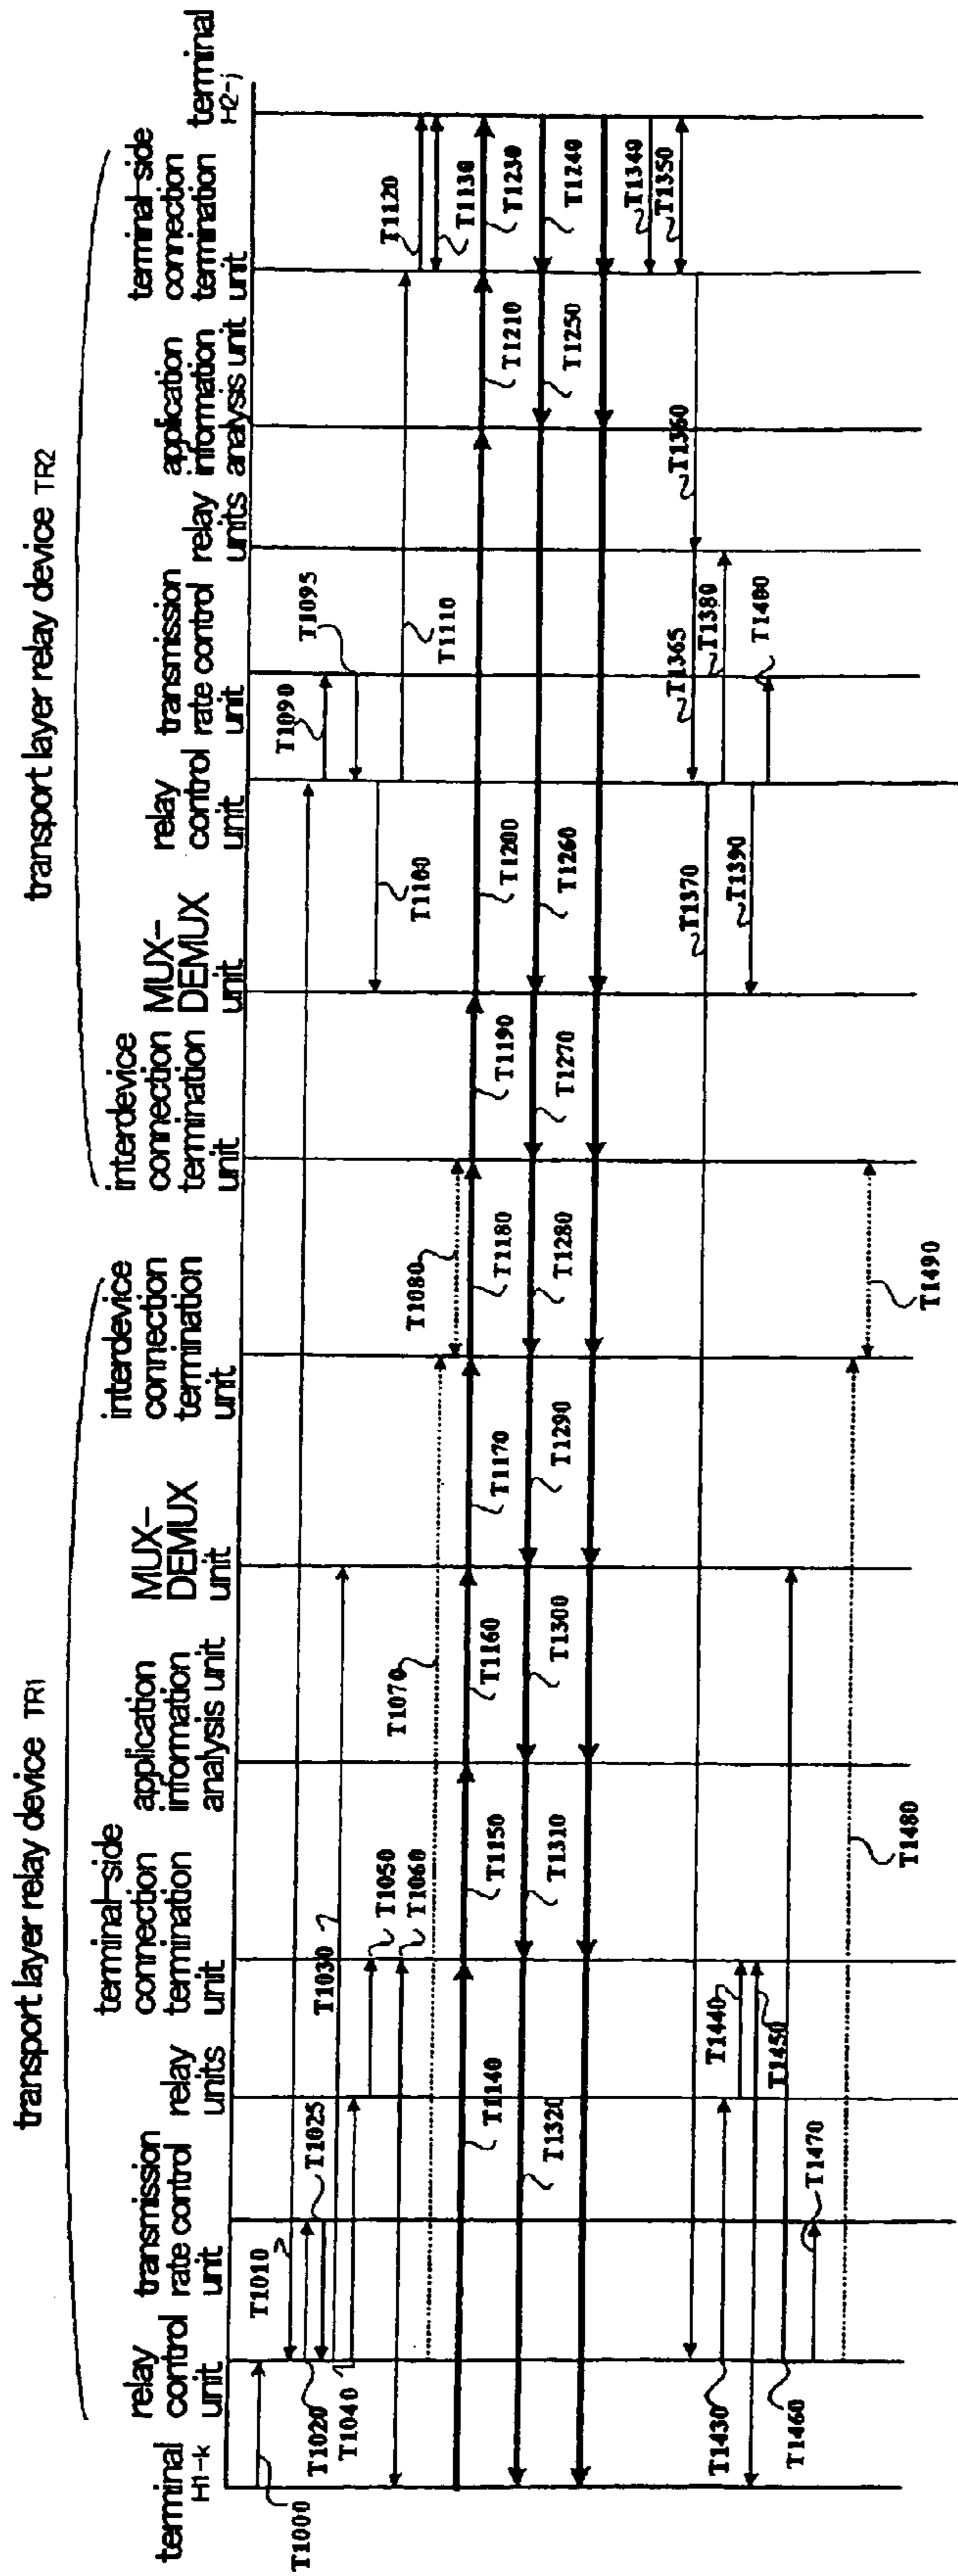 transport layer relay device TR1
transport layer relay device TR2
terminal
H1-k
relay
control
unit
transmission
rate control
unit
relay
units
terminal-side
connection
termination
unit
application
information
analysis unit
MUX-
DEMUX
unit
interdevice
connection
termination
unit
interdevice
connection
termination
unit
MUX-
DEMUX
unit
relay
control
unit
transmission
rate control
unit
relay
units
application
information
analysis unit
terminal-side
connection
termination
unit
terminal
H2-j
T1000
T1010
T1020
T1025
T1030
T1040
T1050
T1060
T1070
T1080
T1090
T1095
T1100
T1110
T1120
T1130
T1140
T1150
T1160
T1170
T1180
T1190
T1200
T1210
T1230
T1240
T1250
T1260
T1270
T1280
T1290
T1300
T1310
T1320
T1340
T1350
T1360
T1365
T1370
T1380
T1390
T1400
T1430
T1440
T1450
T1460
T1470
T1480
T1490